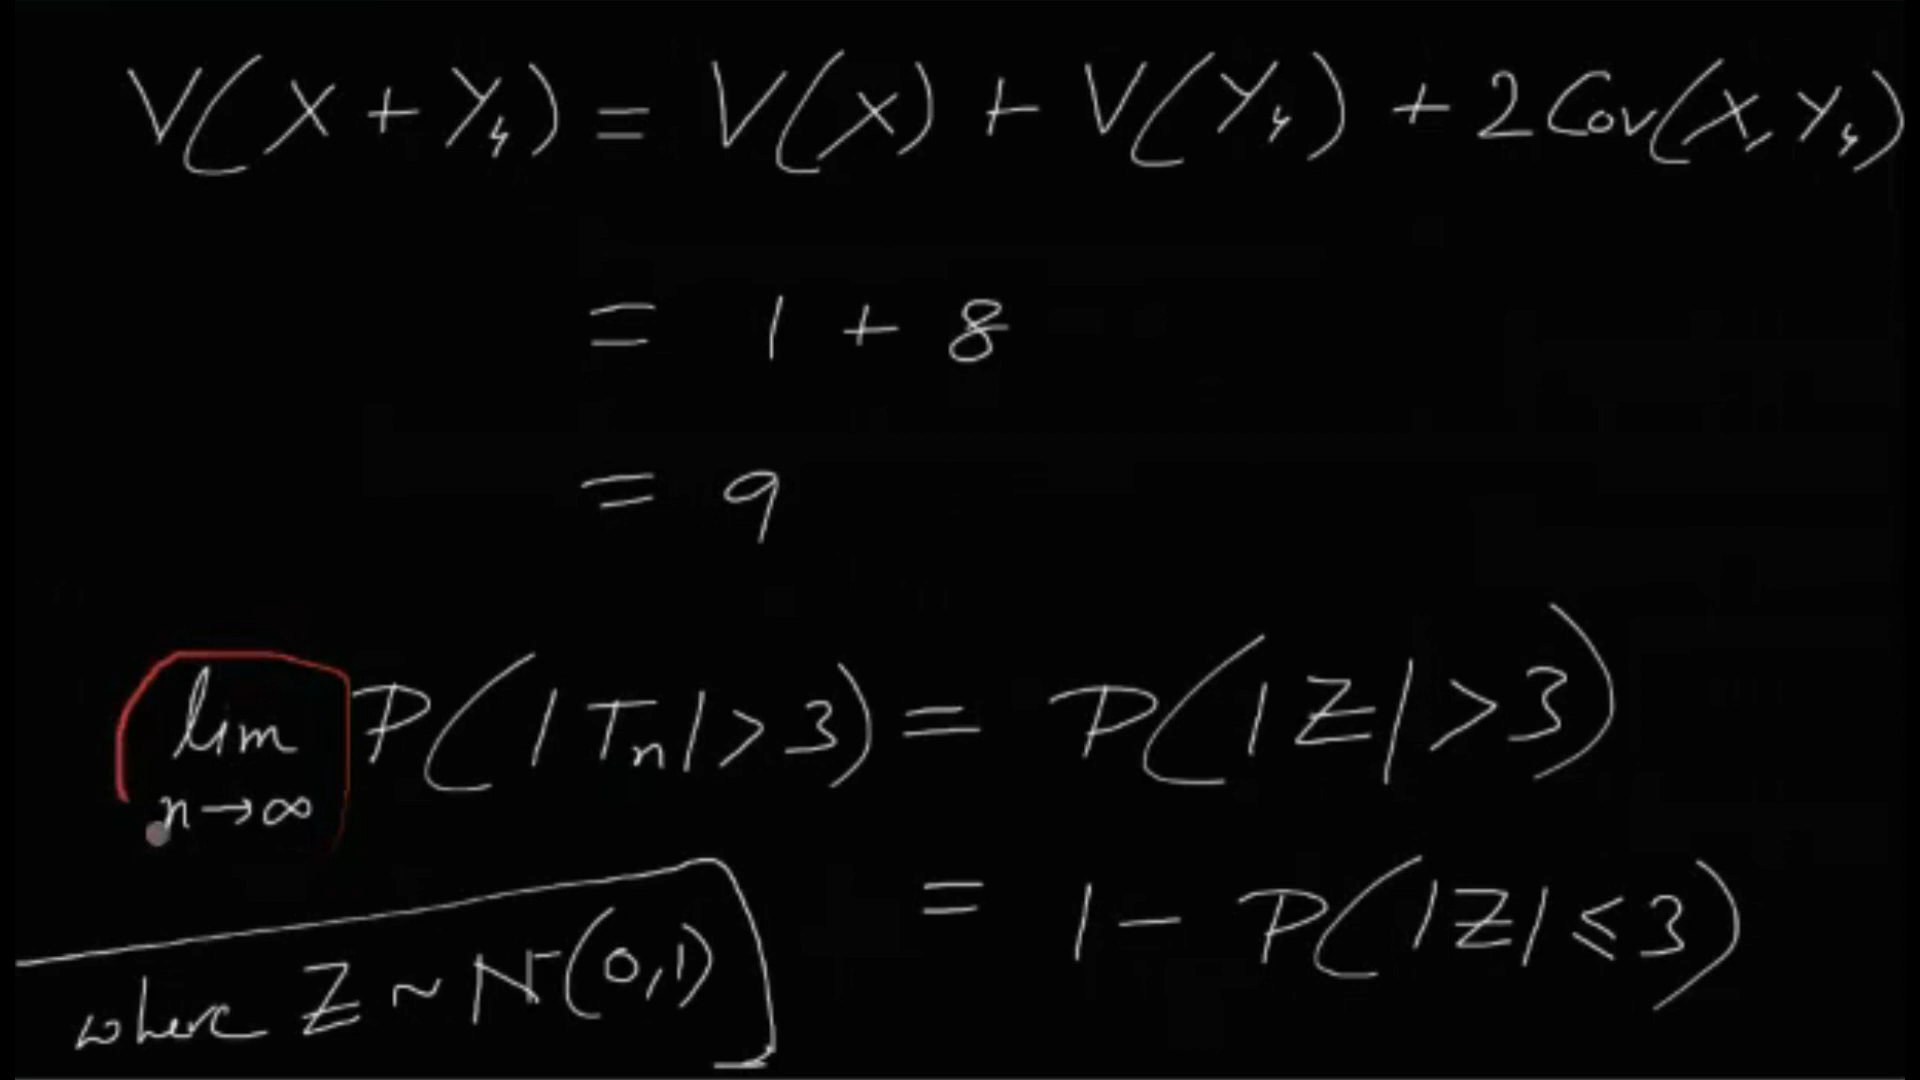 V(X + Y₄) = V(X) + V(Y₄) + 2Cov(X, Y₄)
= 1 + 8
= 9
lim n→∞ P(|Tₙ| > 3) = P(|Z| > 3)
= 1 - P(|Z| ≤ 3)
where Z ~ N(0,1)